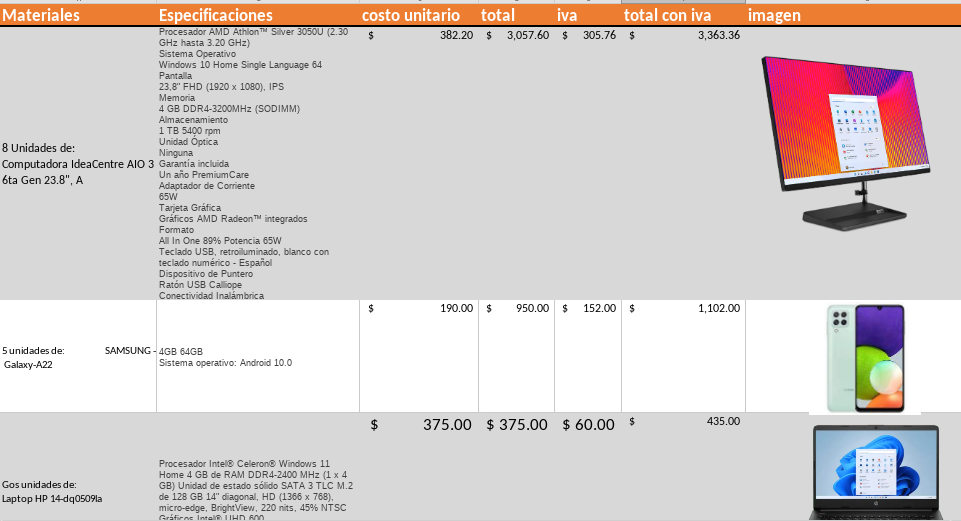 Materiales Especificaciones costo unitario total iva total con iva imagen
8 Unidades de:
Computadora IdeaCentre AIO 3
6ta Gen 23.8", A
Procesador AMD Athlon™ Silver 3050U (2.30
GHz hasta 3.20 GHz)
Sistema Operativo
Windows 10 Home Single Language 64
Pantalla
23,8" FHD (1920 x 1080), IPS
Memoria
4 GB DDR4-3200MHz (SODIMM)
Almacenamiento
1 TB 5400 rpm
Unidad Óptica
Ninguna
Garantía incluida
Un año PremiumCare
Adaptador de Corriente
65W
Tarjeta Gráfica
Gráficos AMD Radeon™ integrados
Formato
All In One 89% Potencia 65W
Teclado USB, retroiluminado, blanco con
teclado numérico - Español
Dispositivo de Puntero
Ratón USB Calliope
Conectividad Inalámbrica
$ 382.20 $ 3,057.60 $ 305.76 $ 3,363.36
5 unidades de: SAMSUNG -
Galaxy-A22
4GB 64GB
Sistema operativo: Android 10.0
$ 190.00 $ 950.00 $ 152.00 $ 1,102.00
Gos unidades de:
Laptop HP 14-dq0509la
Procesador Intel® Celeron® Windows 11
Home 4 GB de RAM DDR4-2400 MHz (1 x 4
GB) Unidad de estado sólido SATA 3 TLC M.2
de 128 GB 14" diagonal, HD (1366 x 768),
micro-edge, BrightView, 220 nits, 45% NTSC
Gráficos Intel® UHD 600
$ 375.00 $ 375.00 $ 60.00 $ 435.00